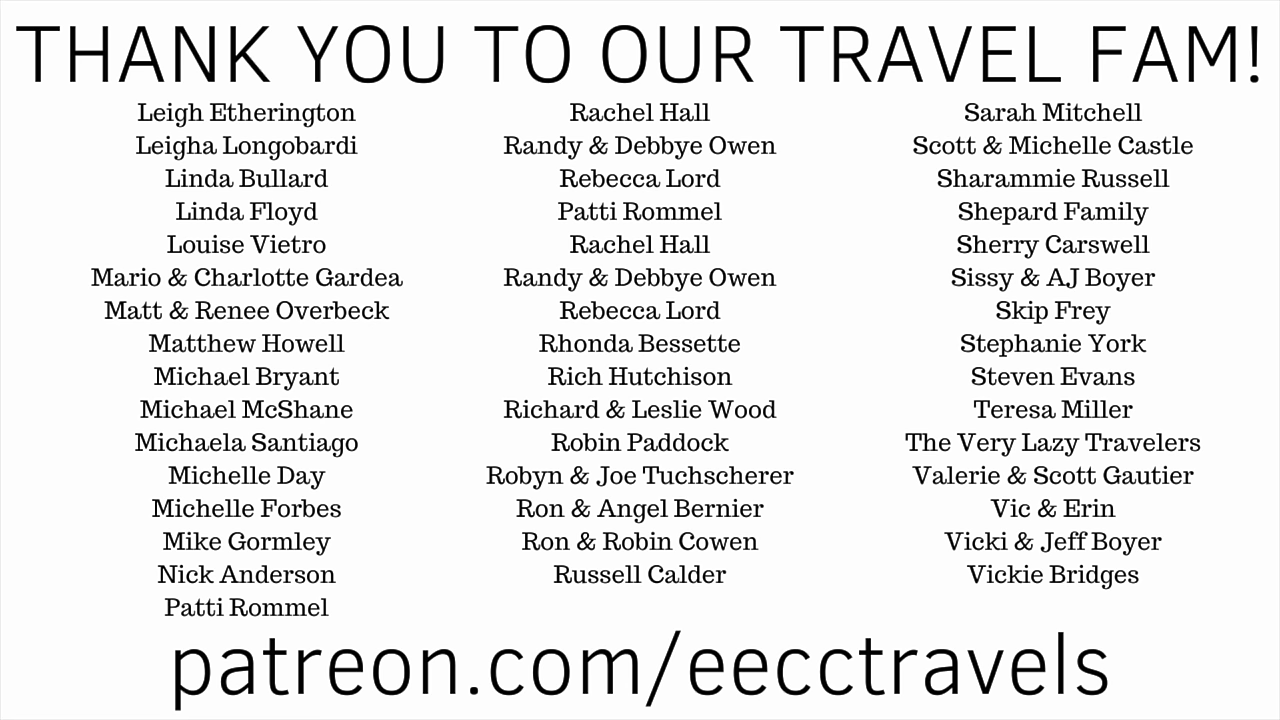 THANK YOU TO OUR TRAVEL FAM!
Leigh Etherington
Leigha Longobardi
Linda Bullard
Linda Floyd
Louise Vietro
Mario & Charlotte Gardea
Matt & Renee Overbeck
Matthew Howell
Michael Bryant
Michael McShane
Michaela Santiago
Michelle Day
Michelle Forbes
Mike Gormley
Nick Anderson
Patti Rommel
Rachel Hall
Randy & Debbye Owen
Rebecca Lord
Patti Rommel
Rachel Hall
Randy & Debbye Owen
Rebecca Lord
Rhonda Bessette
Rich Hutchison
Richard & Leslie Wood
Robin Paddock
Robyn & Joe Tuchscherer
Ron & Angel Bernier
Ron & Robin Cowen
Russell Calder
Sarah Mitchell
Scott & Michelle Castle
Sharammie Russell
Shepard Family
Sherry Carswell
Sissy & AJ Boyer
Skip Frey
Stephanie York
Steven Evans
Teresa Miller
The Very Lazy Travelers
Valerie & Scott Gautier
Vic & Erin
Vicki & Jeff Boyer
Vickie Bridges
patreon.com/eecctravels